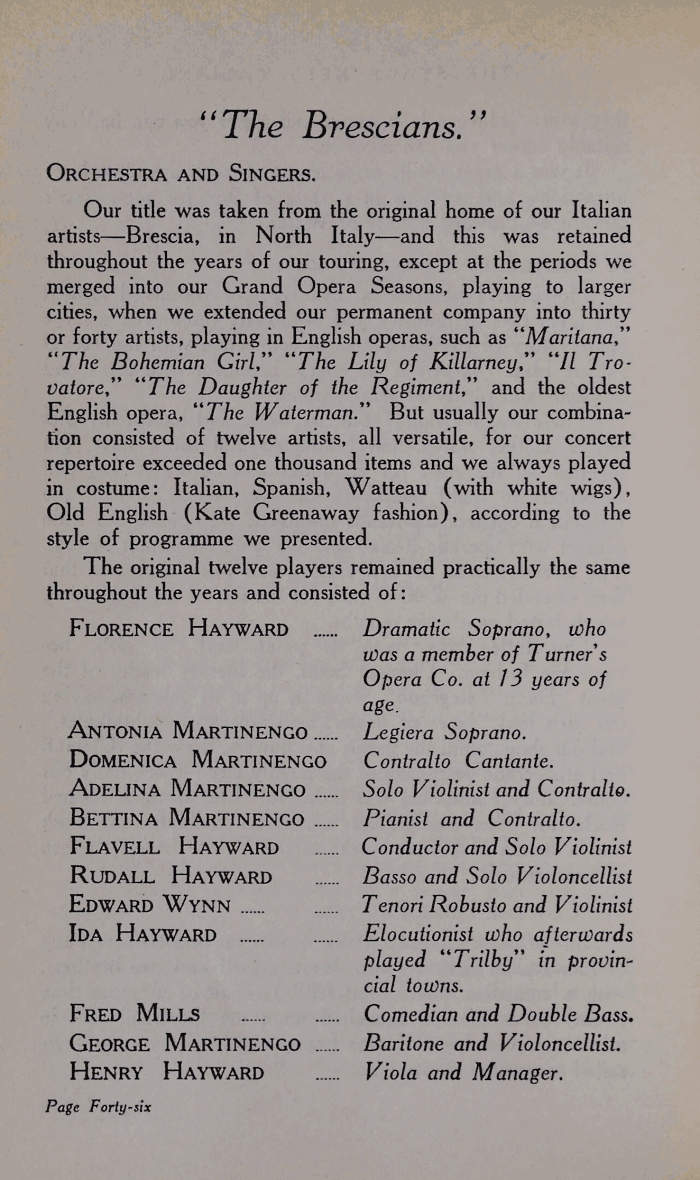 "The Brescians."
ORCHESTRA AND SINGERS.
Our title was taken from the original home of our Italian
artists—Brescia, in North Italy—and this was retained
throughout the years of our touring, except at the periods we
merged into our Grand Opera Seasons, playing to larger
cities, when we extended our permanent company into thirty
or forty artists, playing in English operas, such as "Maritana,"
"The Bohemian Girl," "The Lily of Killarney," "Il Tro-
vatore," "The Daughter of the Regiment," and the oldest
English opera, "The Waterman." But usually our combina-
tion consisted of twelve artists, all versatile, for our concert
repertoire exceeded one thousand items and we always played
in costume: Italian, Spanish, Watteau (with white wigs),
Old English (Kate Greenaway fashion), according to the
style of programme we presented.
The original twelve players remained practically the same
throughout the years and consisted of:
FLORENCE HAYWARD ...... Dramatic Soprano, who
was a member of Turner's
Opera Co. at 13 years of
age.
ANTONIA MARTINENGO ...... Legiera Soprano.
DOMENICA MARTINENGO Contralto Cantante.
ADELINA MARTINENGO ...... Solo Violinist and Contralto.
BETTINA MARTINENGO ...... Pianist and Contralto.
FLAVELL HAYWARD ...... Conductor and Solo Violinist
RUDALL HAYWARD ...... Basso and Solo Violoncellist
EDWARD WYNN ...... ...... Tenori Robusto and Violinist
IDA HAYWARD ...... ...... Elocutionist who afterwards
played "Trilby" in provin-
cial towns.
FRED MILLS ...... ...... Comedian and Double Bass.
GEORGE MARTINENGO ...... Baritone and Violoncellist.
HENRY HAYWARD ...... Viola and Manager.
Page Forty-six